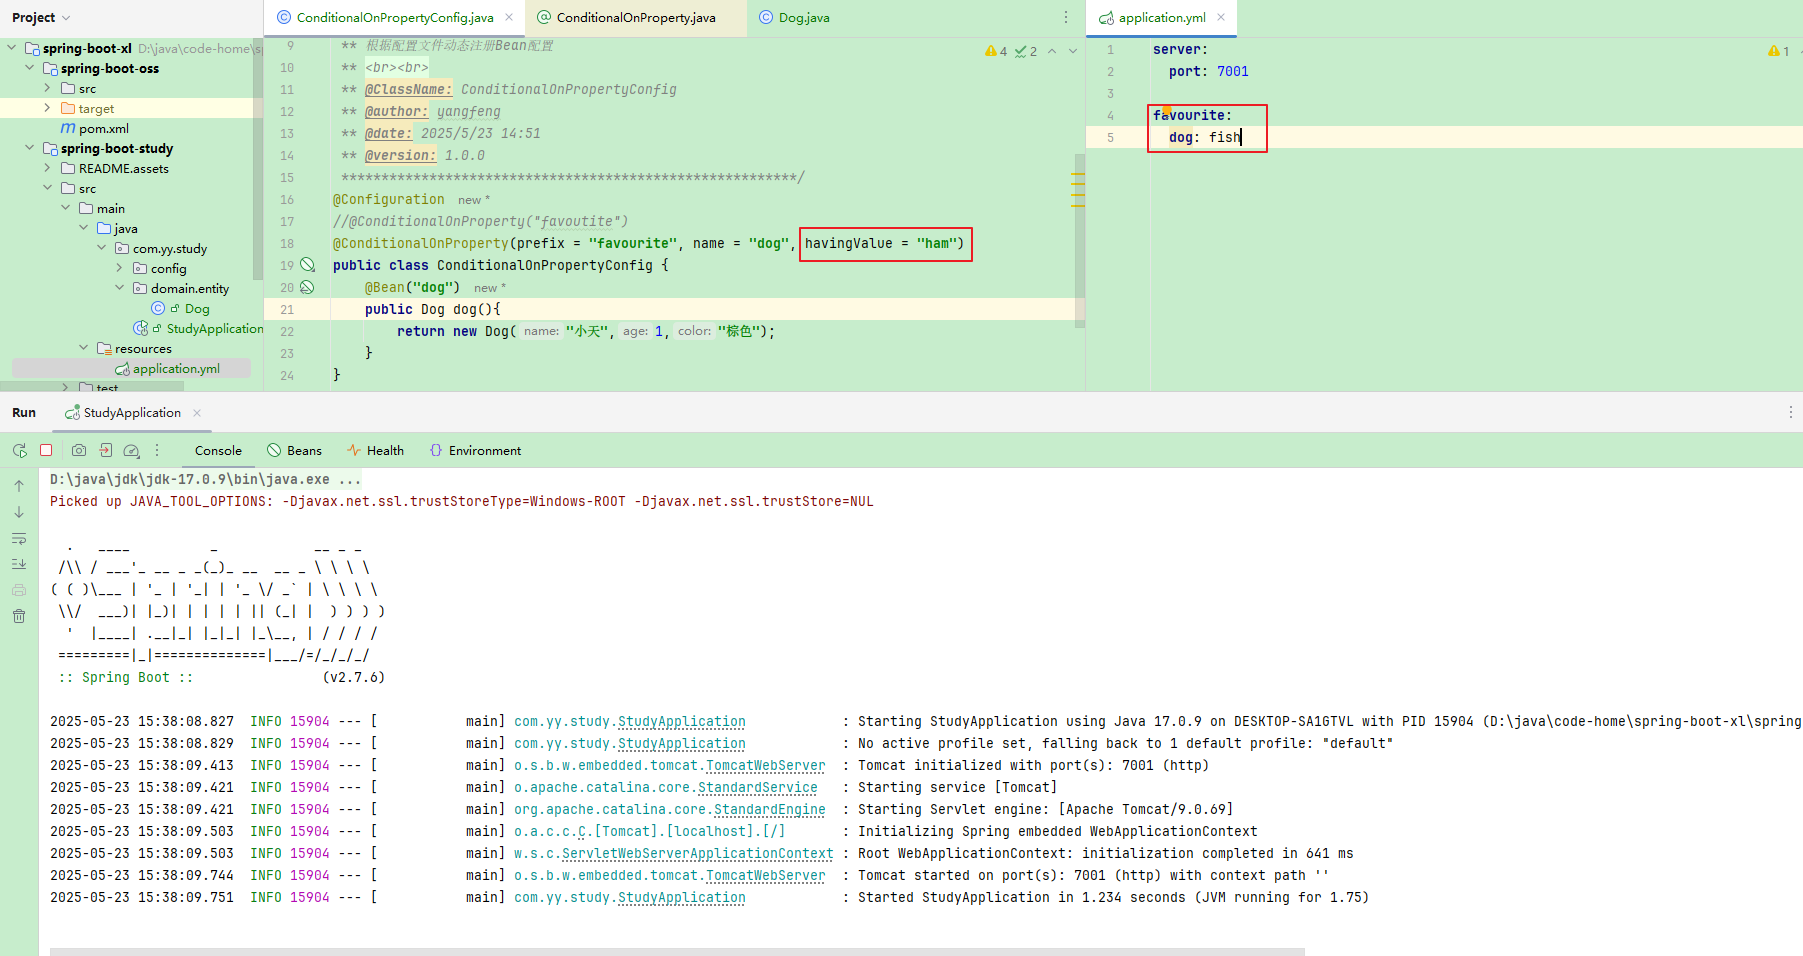 Project
ConditionalOnPropertyConfig.java
ConditionalOnProperty.java
Dog.java
application.yml
spring-boot-xl D:\java\code-home\s
spring-boot-oss
src
target
pom.xml
spring-boot-study
README.assets
src
main
java
com.yy.study
config
domain.entity
Dog
StudyApplication
resources
application.yml
test
4 2
9 ** 根据配置文件动态注册Bean配置
10 ** <br><br>
11 ** @ClassName: ConditionalOnPropertyConfig
12 ** @author: yangfeng
13 ** @date: 2025/5/23 14:51
14 ** @version: 1.0.0
15 *********************************************************/
16 @Configuration new *
17 //@ConditionalOnProperty("favoutite")
18 @ConditionalOnProperty(prefix = "favourite", name = "dog", havingValue = "ham")
19 public class ConditionalOnPropertyConfig {
20 @Bean("dog") new *
21 public Dog dog(){
22 return new Dog( name: "小天", age: 1, color: "棕色");
23 }
24 }
1
1 server:
2 port: 7001
3
4 favourite:
5 dog: fish
Run StudyApplication
Console Beans Health Environment
D:\java\jdk\jdk-17.0.9\bin\java.exe ...
Picked up JAVA_TOOL_OPTIONS: -Djavax.net.ssl.trustStoreType=Windows-ROOT -Djavax.net.ssl.trustStore=NUL
  .   ____          _            __ _ _
 /\\ / ___'_ __ _ _(_)_ __  __ _ \ \ \ \
( ( )\___ | '_ | '_| | '_ \/ _` | \ \ \ \
 \\/  ___)| |_)| | | | | || (_| |  ) ) ) )
  '  |____| .__|_| |_|_| |_\__, | / / / /
 =========|_|==============|___/=/_/_/_/
 :: Spring Boot ::                (v2.7.6)
2025-05-23 15:38:08.827  INFO 15904 --- [           main] com.yy.study.StudyApplication            : Starting StudyApplication using Java 17.0.9 on DESKTOP-SA1GTVL with PID 15904 (D:\java\code-home\spring-boot-xl\spring
2025-05-23 15:38:08.829  INFO 15904 --- [           main] com.yy.study.StudyApplication            : No active profile set, falling back to 1 default profile: "default"
2025-05-23 15:38:09.413  INFO 15904 --- [           main] o.s.b.w.embedded.tomcat.TomcatWebServer  : Tomcat initialized with port(s): 7001 (http)
2025-05-23 15:38:09.421  INFO 15904 --- [           main] o.apache.catalina.core.StandardService   : Starting service [Tomcat]
2025-05-23 15:38:09.421  INFO 15904 --- [           main] org.apache.catalina.core.StandardEngine  : Starting Servlet engine: [Apache Tomcat/9.0.69]
2025-05-23 15:38:09.503  INFO 15904 --- [           main] o.a.c.c.C.[Tomcat].[localhost].[/]       : Initializing Spring embedded WebApplicationContext
2025-05-23 15:38:09.503  INFO 15904 --- [           main] w.s.c.ServletWebServerApplicationContext : Root WebApplicationContext: initialization completed in 641 ms
2025-05-23 15:38:09.744  INFO 15904 --- [           main] o.s.b.w.embedded.tomcat.TomcatWebServer  : Tomcat started on port(s): 7001 (http) with context path ''
2025-05-23 15:38:09.751  INFO 15904 --- [           main] com.yy.study.StudyApplication            : Started StudyApplication in 1.234 seconds (JVM running for 1.75)